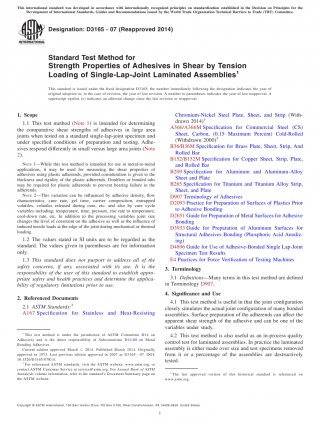 This international standard was developed in accordance with internationally recognized principles on standardization established in the Decision on Principles for the
Development of International Standards, Guides and Recommendations issued by the World Trade Organization Technical Barriers to Trade (TBT) Committee.
Designation: D3165 − 07 (Reapproved 2014)
Standard Test Method for
Strength Properties of Adhesives in Shear by Tension
Loading of Single-Lap-Joint Laminated Assemblies¹
This standard is issued under the fixed designation D3165; the number immediately following the designation indicates the year of
original adoption or, in the case of revision, the year of last revision. A number in parentheses indicates the year of last reapproval. A
superscript epsilon (ε) indicates an editorial change since the last revision or reapproval.
1. Scope
1.1 This test method (Note 1) is intended for determining
the comparative shear strengths of adhesives in large area
joints when tested on a standard single-lap-joint specimen and
under specified conditions of preparation and testing. Adhe-
sives respond differently in small versus large area joints (Note
2).
NOTE 1—While this method is intended for use in metal-to-metal
applications, it may be used for measuring the shear properties of
adhesives using plastic adherends, provided consideration is given to the
thickness and rigidity of the plastic adherends. Doublers or bonded tabs
may be required for plastic adherends to prevent bearing failure in the
adherends.
NOTE 2—This variation can be influenced by adhesive density, flow
characteristics, cure rate, gel time, carrier composition, entrapped
volatiles, volatiles released during cure, etc. and also by cure cycle
variables including temperature, time, pressure, rise rate to temperature,
cool-down rate, etc. In addition to the processing variables joint size
changes the level of constraint on the adhesive as well as the influence of
induced mode loads at the edge of the joint during mechanical or thermal
loading.
1.2 The values stated in SI units are to be regarded as the
standard. The values given in parentheses are for information
only.
1.3 This standard does not purport to address all of the
safety concerns, if any, associated with its use. It is the
responsibility of the user of this standard to establish appro-
priate safety and health practices and determine the applica-
bility of regulatory limitations prior to use.
2. Referenced Documents
2.1 ASTM Standards:²
A167 Specification for Stainless and Heat-Resisting
Chromium-Nickel Steel Plate, Sheet, and Strip (With-
drawn 2014)³
A366/A366M Specification for Commercial Steel (CS)
Sheet, Carbon, (0.15 Maximum Percent) Cold-Rolled
(Withdrawn 2000)³
B36/B36M Specification for Brass Plate, Sheet, Strip, And
Rolled Bar
B152/B152M Specification for Copper Sheet, Strip, Plate,
and Rolled Bar
B209 Specification for Aluminum and Aluminum-Alloy
Sheet and Plate
B265 Specification for Titanium and Titanium Alloy Strip,
Sheet, and Plate
D907 Terminology of Adhesives
D2093 Practice for Preparation of Surfaces of Plastics Prior
to Adhesive Bonding
D2651 Guide for Preparation of Metal Surfaces for Adhesive
Bonding
D3933 Guide for Preparation of Aluminum Surfaces for
Structural Adhesives Bonding (Phosphoric Acid Anodiz-
ing)
D4896 Guide for Use of Adhesive-Bonded Single Lap-Joint
Specimen Test Results
E4 Practices for Force Verification of Testing Machines
3. Terminology
3.1 Definitions—Many terms in this test method are defined
in Terminology D907.
4. Significance and Use
4.1 This test method is useful in that the joint configuration
closely simulates the actual joint configuration of many bonded
assemblies. Surface preparation of the adherends can affect the
apparent shear strength of the adhesive and can be one of the
variables under study.
4.2 This test method is also useful as an in-process quality
control test for laminated assemblies. In practice the laminated
assembly is either made over size and test specimens removed
from it or a percentage of the assemblies are destructively
tested.
¹ This test method is under the jurisdiction of ASTM Committee D14 on
Adhesives and is the direct responsibility of Subcommittee D14.80 on Metal
Bonding Adhesives.
Current edition approved March 1, 2014. Published March 2014. Originally
approved in 1973. Last previous edition approved in 2007 as D3165 – 07. DOI:
10.1520/D3165-07R14.
² For referenced ASTM standards, visit the ASTM website, www.astm.org, or
contact ASTM Customer Service at service@astm.org. For Annual Book of ASTM
Standards volume information, refer to the standard's Document Summary page on
the ASTM website.
³ The last approved version of this historical standard is referenced on
www.astm.org.
Copyright © ASTM International, 100 Barr Harbor Drive, PO Box C700, West Conshohocken, PA 19428-2959. United States
1